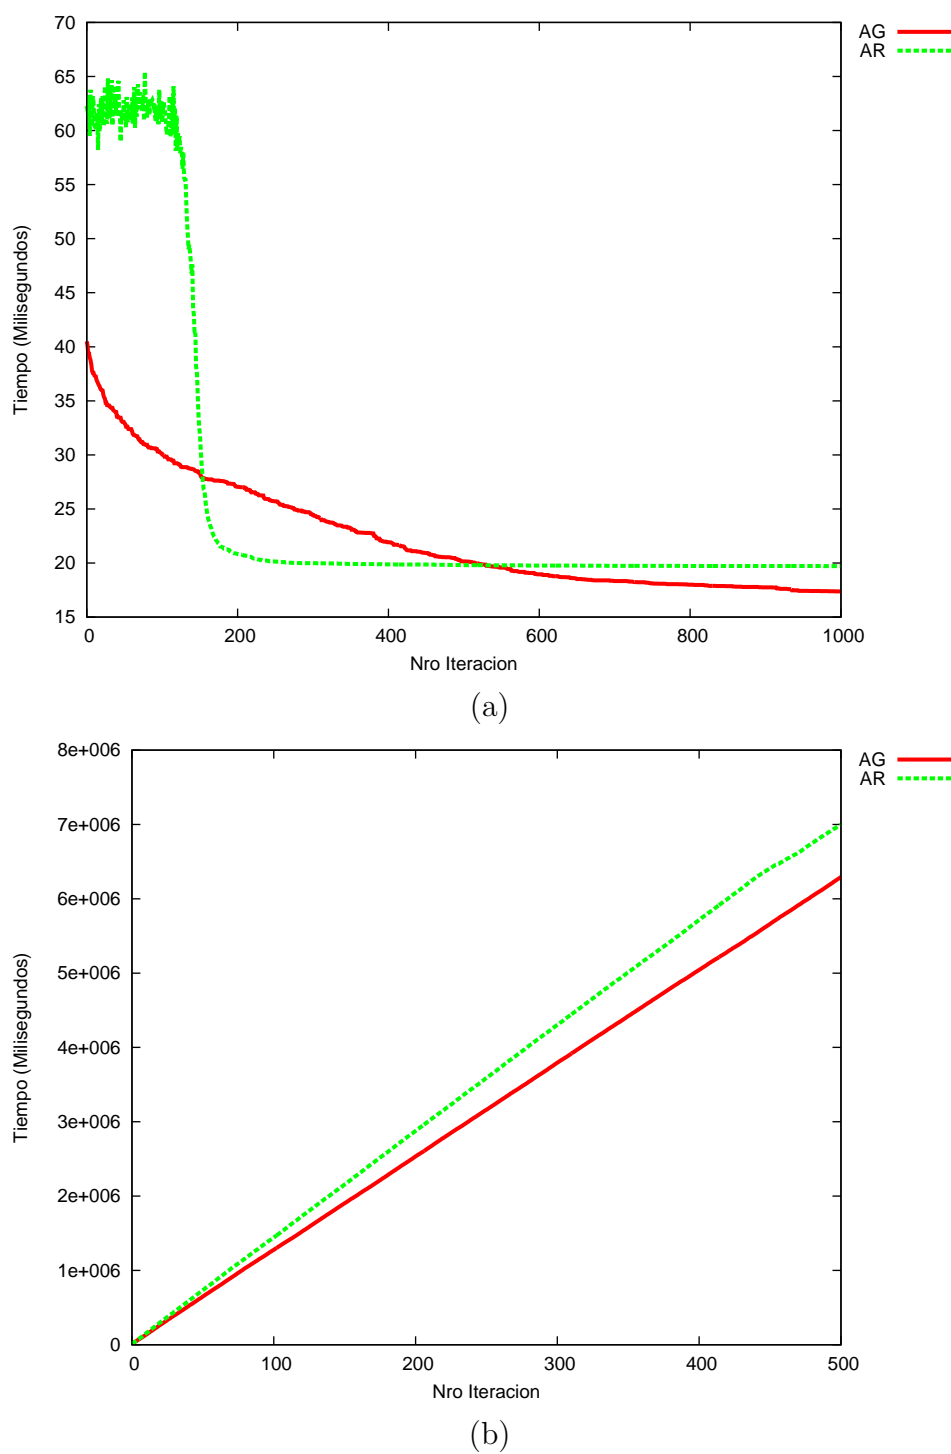 70
65
60
55
50
45
40
35
30
25
20
15
0 200 400 600 800 1000
Tiempo (Milisegundos)
Nro Iteracion
AG
AR
(a)
8e+006
7e+006
6e+006
5e+006
4e+006
3e+006
2e+006
1e+006
0
0 100 200 300 400 500
Tiempo (Milisegundos)
Nro Iteracion
AG
AR
(b)